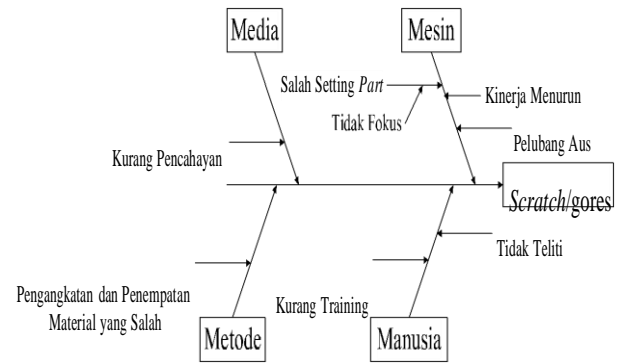 Media
Mesin
Salah Setting Part
Kinerja Menurun
Tidak Fokus
Pelubang Aus
Kurang Pencahayan
Scratch/gores
Tidak Teliti
Pengangkatan dan Penempatan
Material yang Salah
Kurang Training
Metode
Manusia